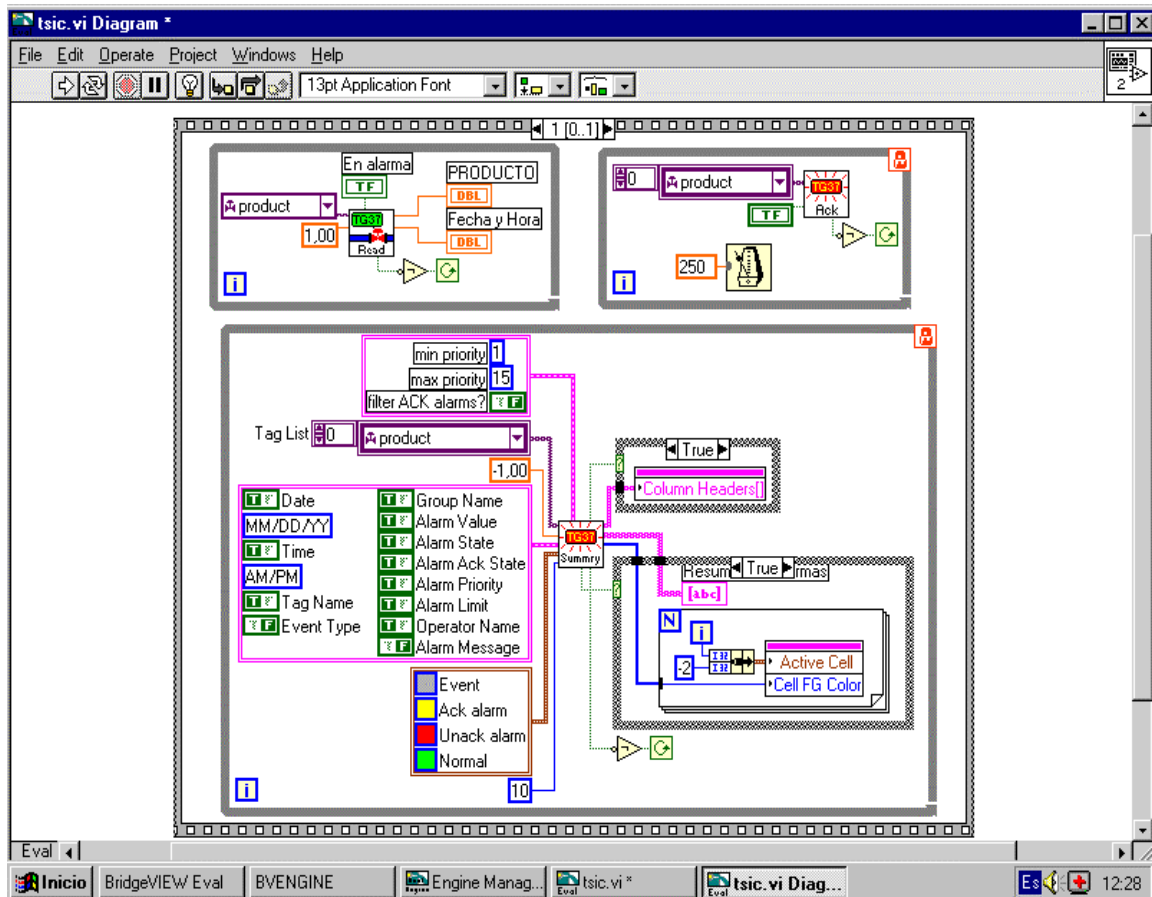 tsic.vi Diagram *
File Edit Operate Project Windows Help
13pt Application Font
2
1 [0..1]
En alarma
TF
PRODUCTO
DBL
product
TG37
Read
1,00
Fecha y Hora
DBL
i
0
product
TG37
Ack
TF
250
i
min priority 1
max priority 15
filter ACK alarms? F
Tag List 0 product
-1,00
True
Column Headers[]
T Date
MM/DD/YY
T Time
AM/PM
T Tag Name
F Event Type
T Group Name
T Alarm Value
T Alarm State
T Alarm Ack State
T Alarm Priority
T Alarm Limit
T Operator Name
F Alarm Message
TG37
Summry
Resum True rmas
[abc]
N
i
I32
I32
-2
Active Cell
Cell FG Color
Event
Ack alarm
Unack alarm
Normal
10
i
Eval
Inicio BridgeVIEW Eval BVENGINE Engine Manag... tsic.vi * tsic.vi Diag... Es 12:28